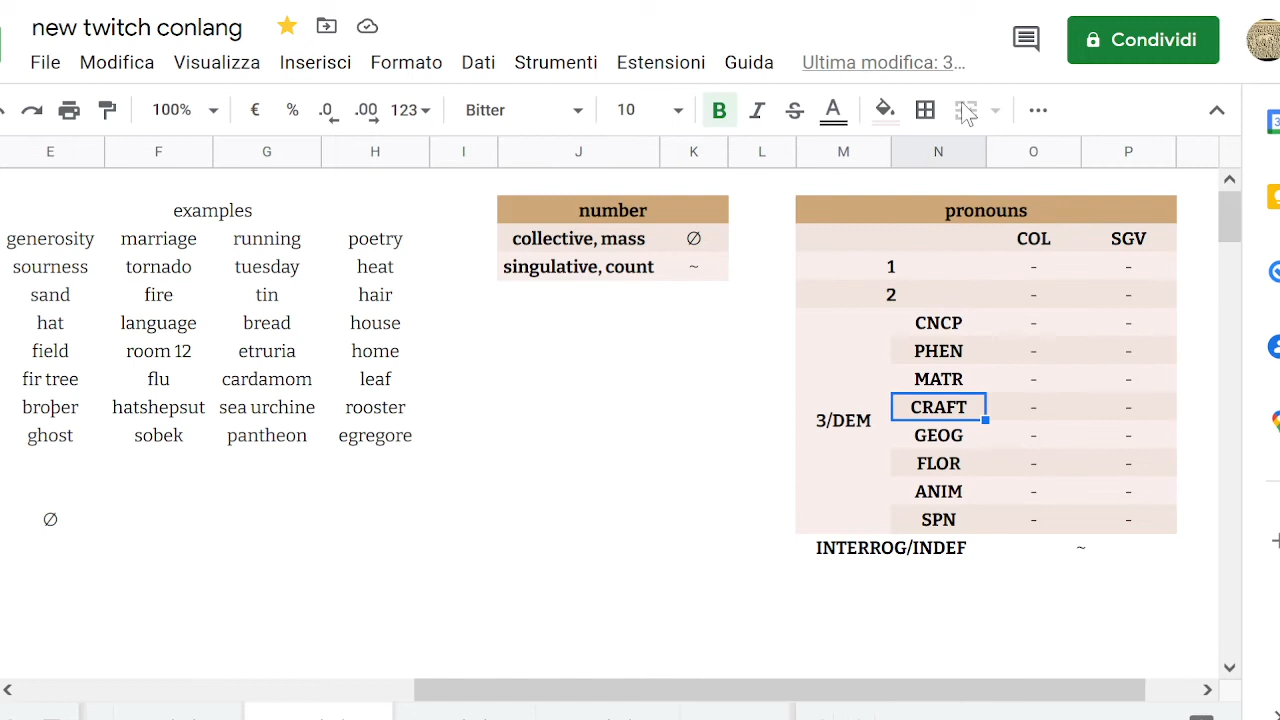 new twitch conlang
Condividi
File Modifica Visualizza Inserisci Formato Dati Strumenti Estensioni Guida Ultima modifica: 3...
100% € % .0 .00 123 Bitter 10 B I S A
E F G H I J K L M N O P
examples number pronouns
generosity marriage running poetry collective, mass ∅ COL SGV
sourness tornado tuesday heat singulative, count ~ 1 - -
sand fire tin hair 2 - -
hat language bread house CNCP - -
field room 12 etruria home PHEN - -
fir tree flu cardamom leaf MATR - -
broþer hatshepsut sea urchine rooster 3/DEM CRAFT - -
ghost sobek pantheon egregore GEOG - -
FLOR - -
ANIM - -
∅ SPN - -
INTERROG/INDEF ~